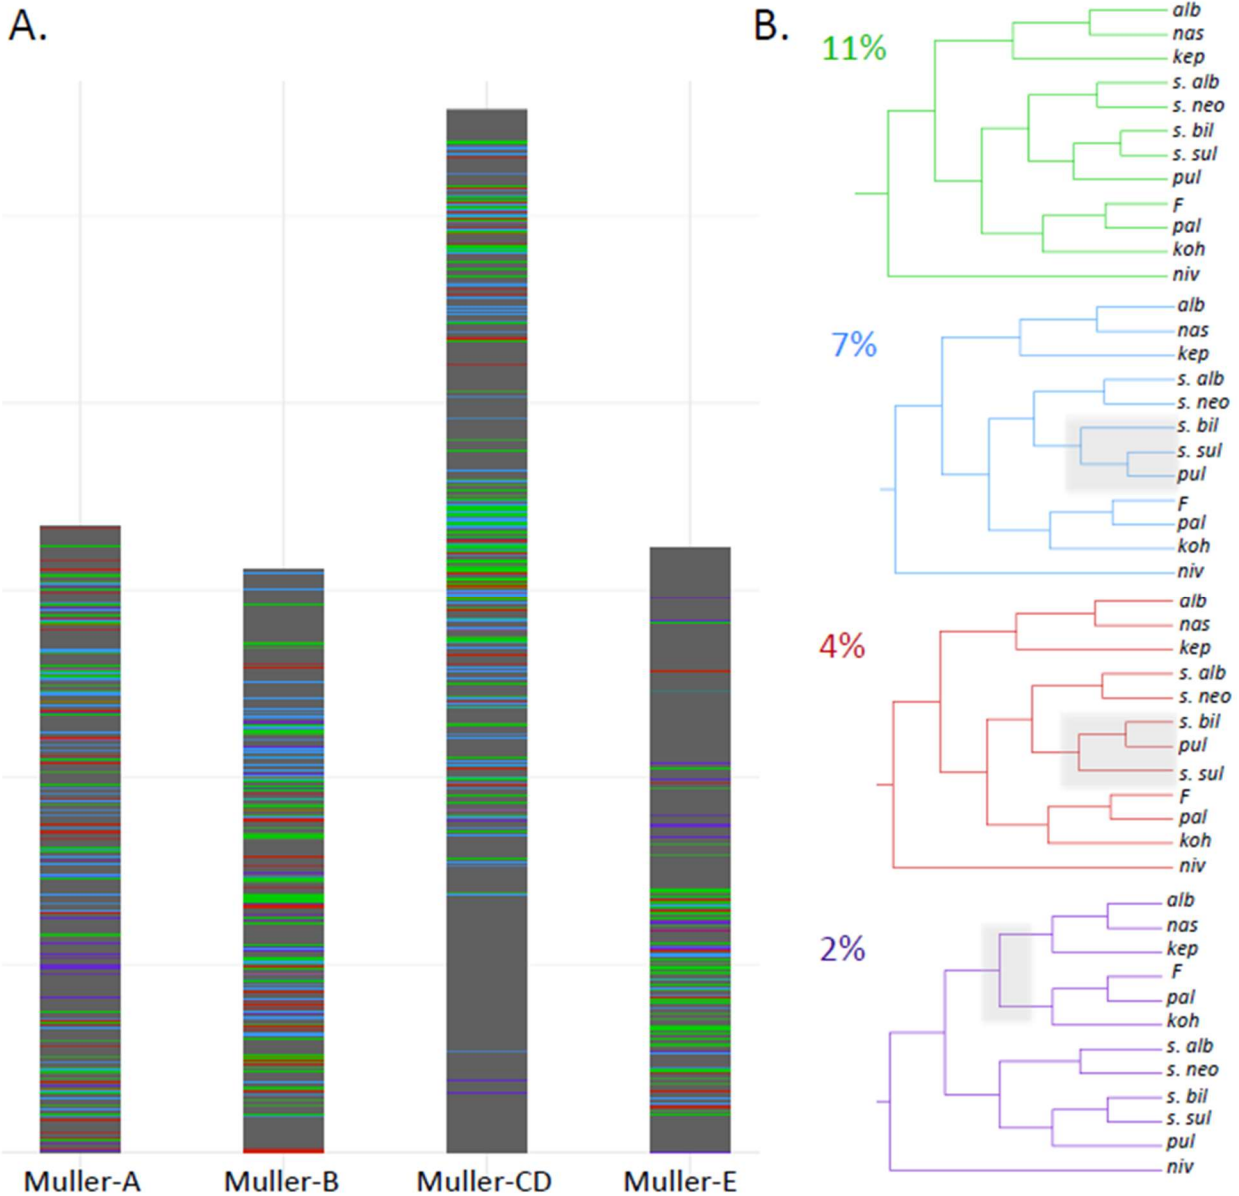 A.
B.
11%
alb
nas
kep
s. alb
s. neo
s. bil
s. sul
pul
F
pal
koh
niv
7%
alb
nas
kep
s. alb
s. neo
s. bil
s. sul
pul
F
pal
koh
niv
4%
alb
nas
kep
s. alb
s. neo
s. bil
pul
s. sul
F
pal
koh
niv
2%
alb
nas
kep
F
pal
koh
s. alb
s. neo
s. bil
s. sul
pul
niv
Muller-A Muller-B Muller-CD Muller-E